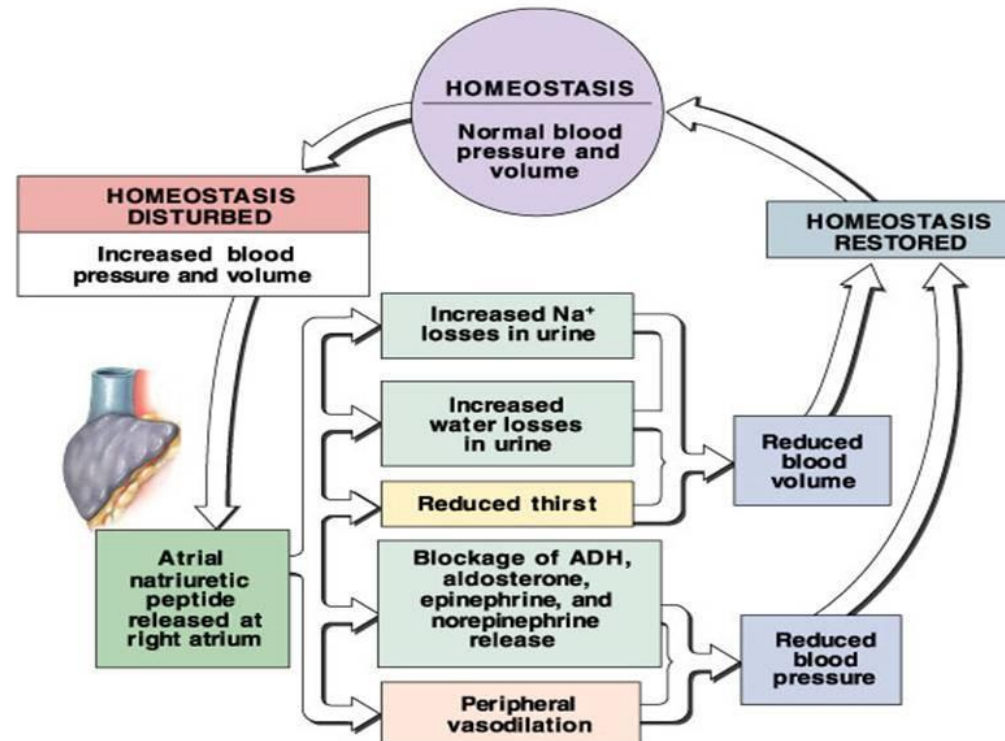 HOMEOSTASIS
Normal blood
pressure and
volume
HOMEOSTASIS
DISTURBED
Increased blood
pressure and volume
HOMEOSTASIS
RESTORED
Increased Na⁺
losses in urine
Increased
water losses
in urine
Reduced thirst
Reduced
blood
volume
Atrial
natriuretic
peptide
released at
right atrium
Blockage of ADH,
aldosterone,
epinephrine, and
norepinephrine
release
Peripheral
vasodilation
Reduced
blood
pressure